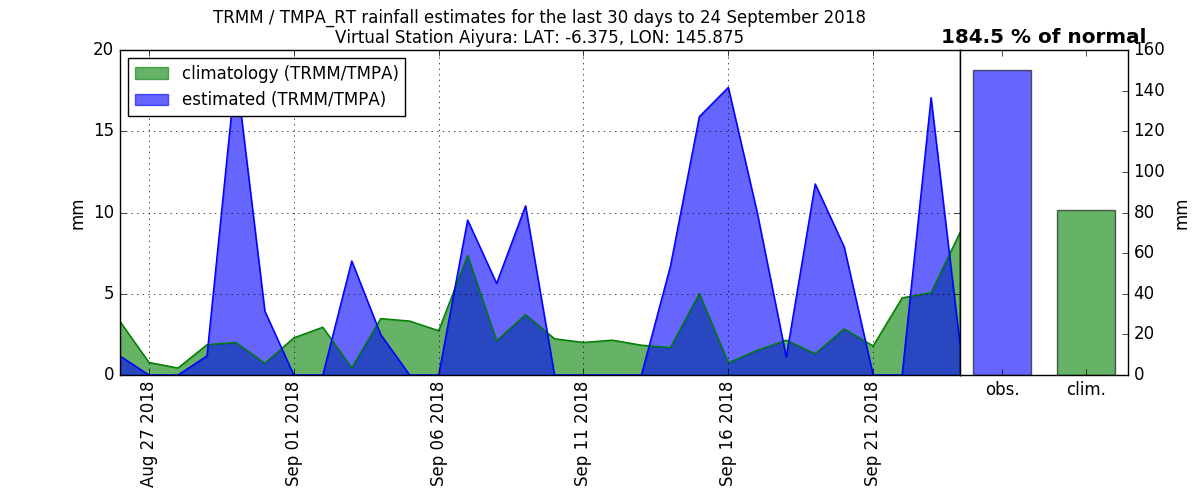 TRMM / TMPA_RT rainfall estimates for the last 30 days to 24 September 2018
Virtual Station Aiyura: LAT: -6.375, LON: 145.875
184.5 % of normal
climatology (TRMM/TMPA)
estimated (TRMM/TMPA)
20
15
10
5
0
mm
160
140
120
100
80
60
40
20
0
mm
obs.
clim.
Aug 27 2018
Sep 01 2018
Sep 06 2018
Sep 11 2018
Sep 16 2018
Sep 21 2018